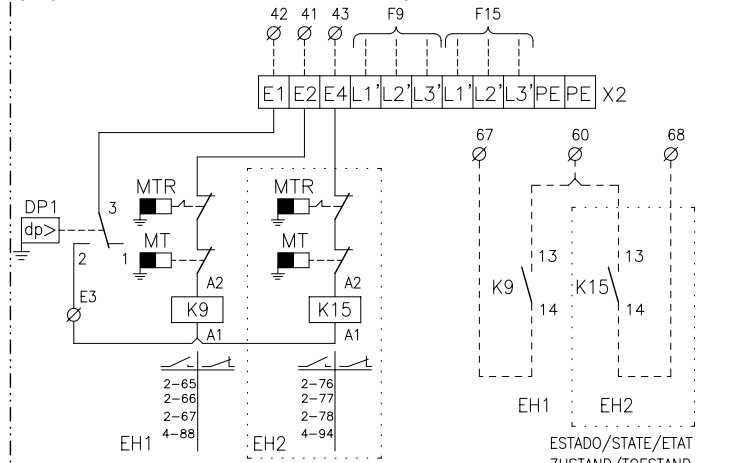 42 41 43 F9 F15
E1 E2 E4 L1' L2' L3' L1' L2' L3' PE PE X2
67 60 68
MTR MTR
DP1 3
dp>
MT MT
2 1
13 13
E3 A2 A2
K9 K15 K9 K15
14 14
A1 A1
2-65 2-76
2-66 2-77
2-67 2-78
4-88 4-94
EH1 EH2
EH1 EH2
ESTADO/STATE/ETAT
ZUSTAND/TOESTAND